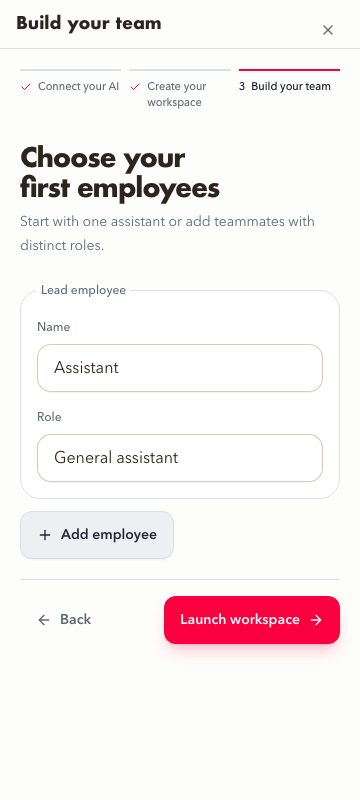 Build your team
Connect your AI
Create your
workspace
3 Build your team
Choose your
first employees
Start with one assistant or add teammates with
distinct roles.
Lead employee
Name
Assistant
Role
General assistant
Add employee
Back
Launch workspace